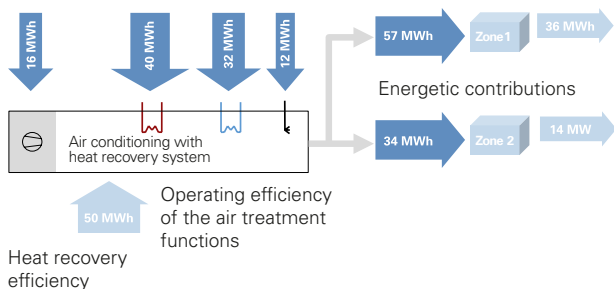 16 MWh
40 MWh
32 MWh
12 MWh
57 MWh
Zone 1
36 MWh
Energetic contributions
Air conditioning with
heat recovery system
34 MWh
Zone 2
14 MW
50 MWh
Operating efficiency
of the air treatment
functions
Heat recovery
efficiency